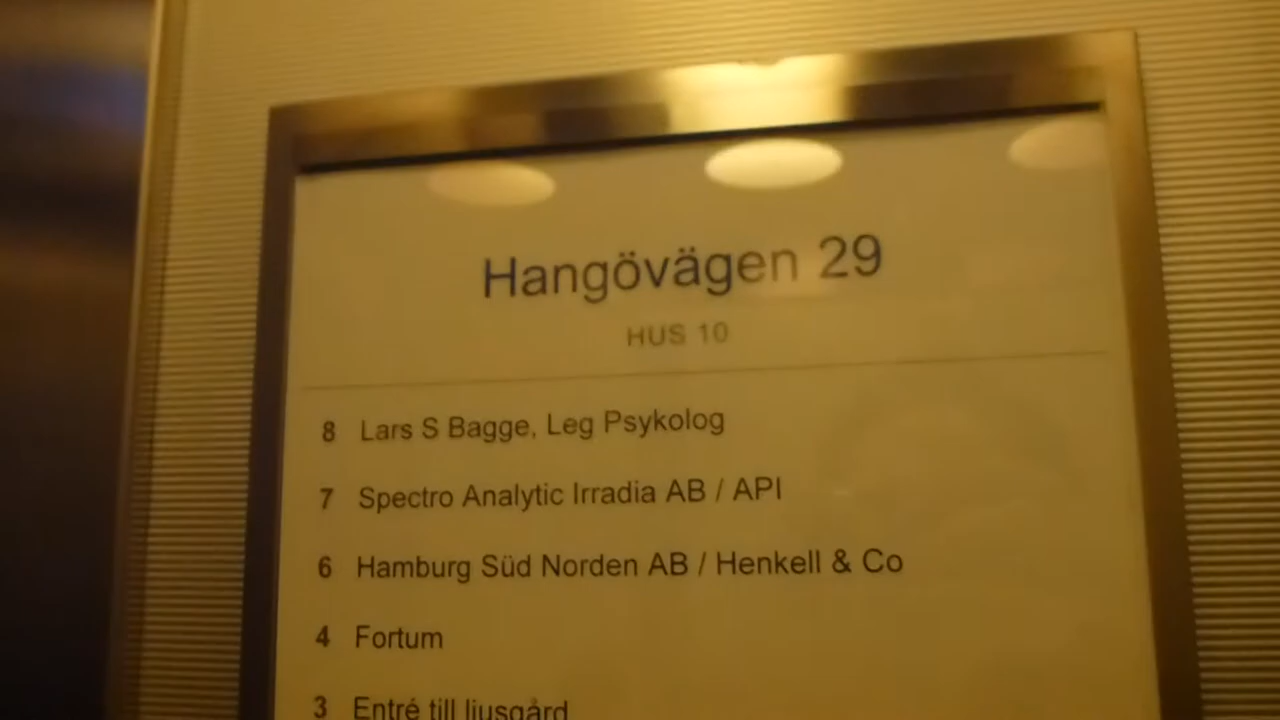 Hangövägen 29
HUS 10
8 Lars S Bagge, Leg Psykolog
7 Spectro Analytic Irradia AB / API
6 Hamburg Süd Norden AB / Henkell & Co
4 Fortum
3 Entré till ljusgård